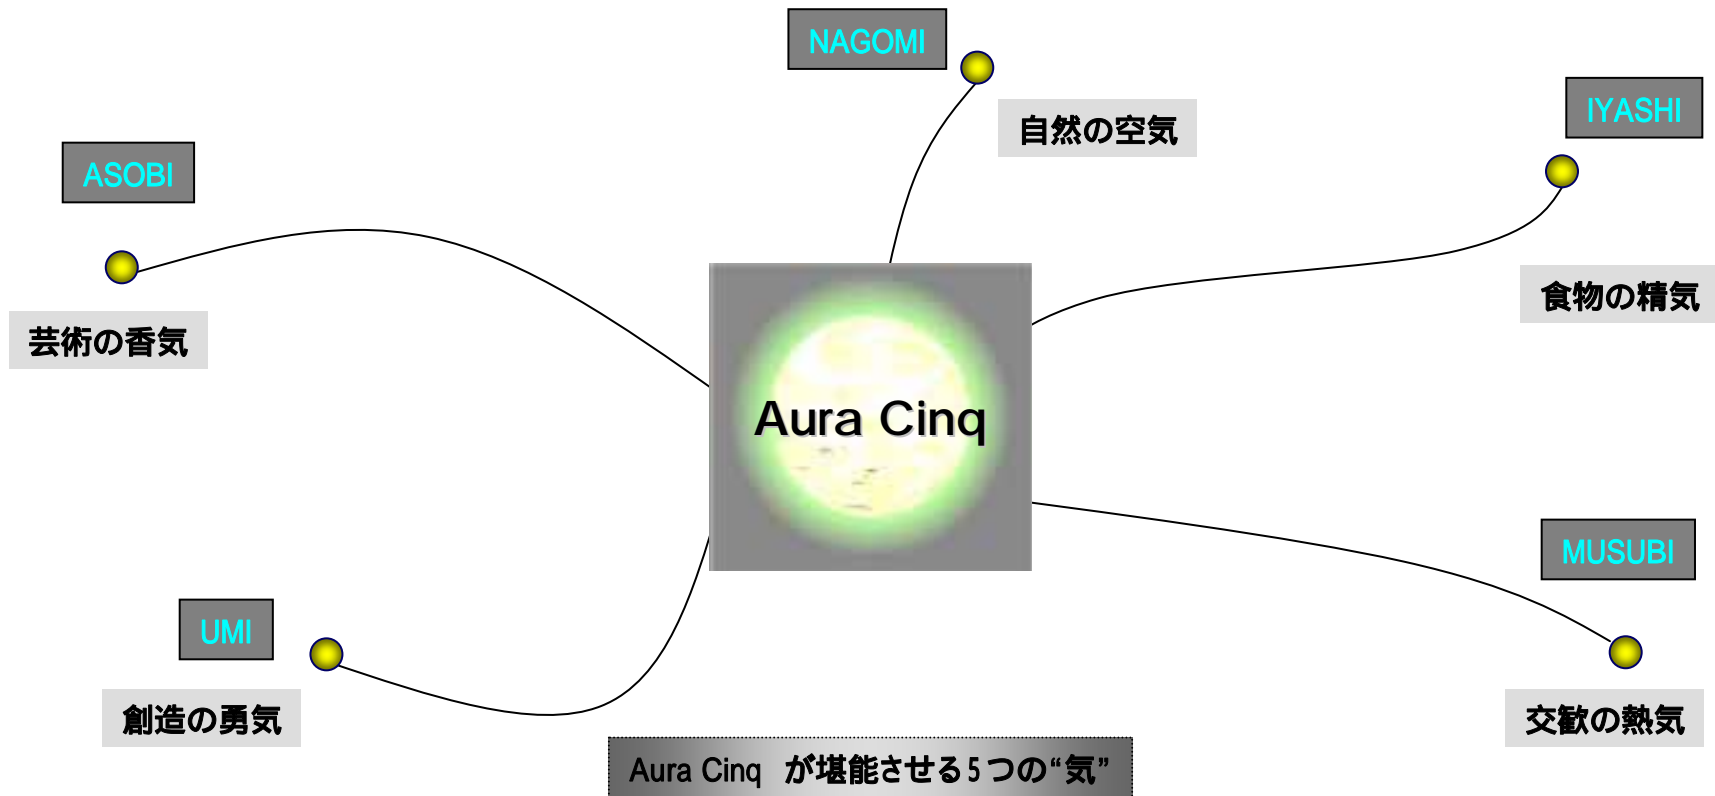 NAGOMI
自然の空気
IYASHI
食物の精気
ASOBI
芸術の香気
Aura Cinq
MUSUBI
交歓の熱気
UMI
創造の勇気
Aura Cinq が堪能させる5つの“気”